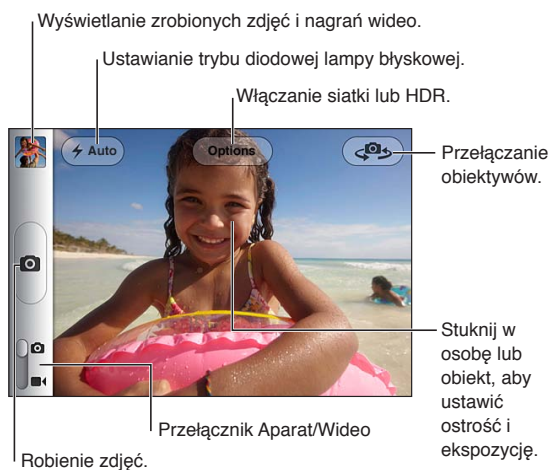 Wyświetlanie zrobionych zdjęć i nagrań wideo.
Ustawianie trybu diodowej lampy błyskowej.
Włączanie siatki lub HDR.
Auto
Options
Przełączanie
obiektywów.
Stuknij w
osobę lub
obiekt, aby
ustawić
ostrość i
ekspozycję.
Przełącznik Aparat/Wideo
Robienie zdjęć.